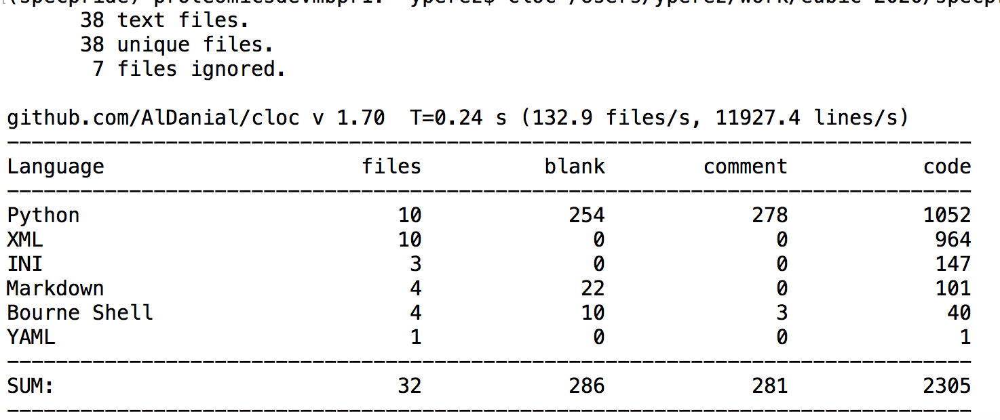 38 text files.
38 unique files.
7 files ignored.
github.com/AlDanial/cloc v 1.70 T=0.24 s (132.9 files/s, 11927.4 lines/s)
-------------------------------------------------------------------------------
Language files blank comment code
-------------------------------------------------------------------------------
Python 10 254 278 1052
XML 10 0 0 964
INI 3 0 0 147
Markdown 4 22 0 101
Bourne Shell 4 10 3 40
YAML 1 0 0 1
-------------------------------------------------------------------------------
SUM: 32 286 281 2305
-------------------------------------------------------------------------------